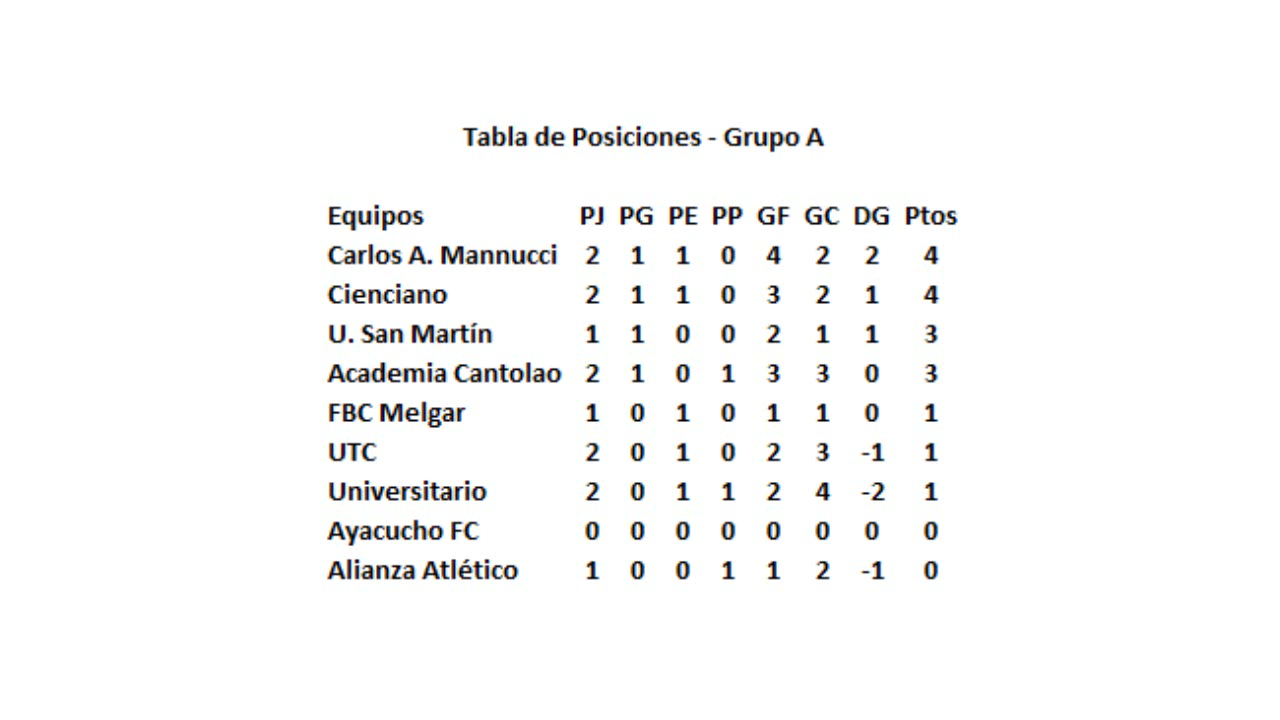 Tabla de Posiciones - Grupo A
Equipos PJ PG PE PP GF GC DG Ptos
Carlos A. Mannucci 2 1 1 0 4 2 2 4
Cienciano 2 1 1 0 3 2 1 4
U. San Martín 1 1 0 0 2 1 1 3
Academia Cantolao 2 1 0 1 3 3 0 3
FBC Melgar 1 0 1 0 1 1 0 1
UTC 2 0 1 0 2 3 -1 1
Universitario 2 0 1 1 2 4 -2 1
Ayacucho FC 0 0 0 0 0 0 0 0
Alianza Atlético 1 0 0 1 1 2 -1 0